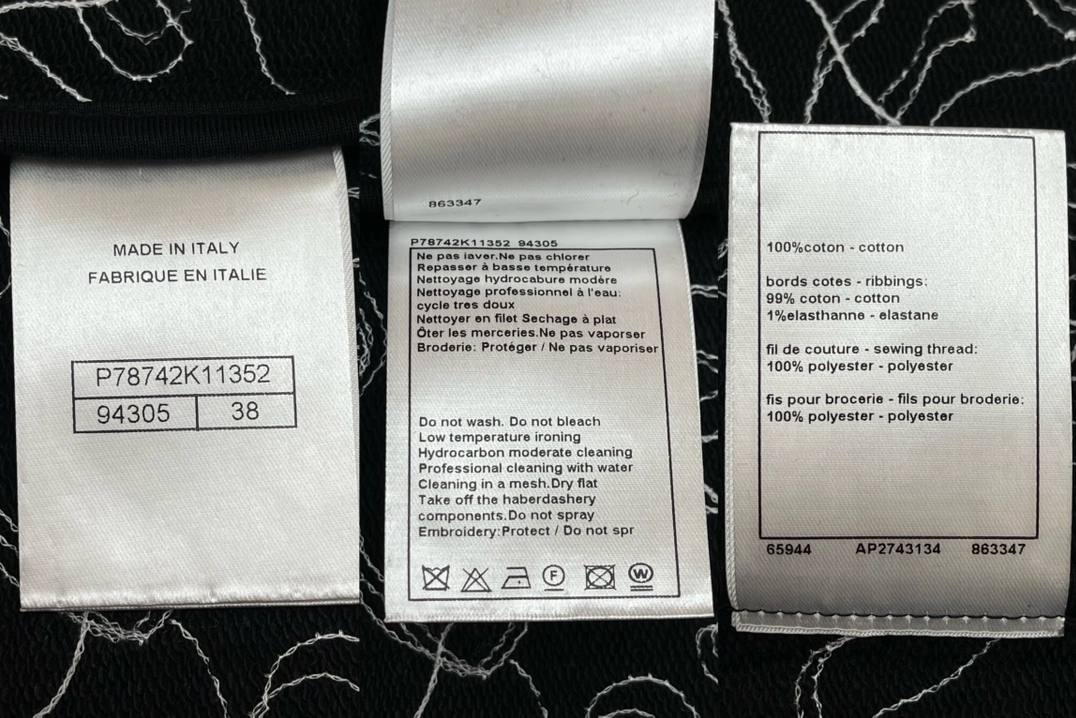 MADE IN ITALY
FABRIQUE EN ITALIE
P78742K11352
94305 38
863347
P78742K11352 94305
Ne pas iaver.Ne pas chlorer
Repasser à basse température
Nettoyage hydrocabure modére
Nettoyage professionnel à l'eau:
cycle tres doux
Nettoyer en filet Sechage à plat
Ôter les merceries.Ne pas vaporser
Broderie: Protéger / Ne pas vaporiser
Do not wash. Do not bleach
Low temperature ironing
Hydrocarbon moderate cleaning
Professional cleaning with water
Cleaning in a mesh.Dry flat
Take off the haberdashery
components.Do not spray
Embroidery:Protect / Do not spr
F W
100%coton - cotton
bords cotes - ribbings:
99% coton - cotton
1%elasthanne - elastane
fil de couture - sewing thread:
100% polyester - polyester
fis pour brocerie - fils pour broderie:
100% polyester - polyester
65944 AP2743134 863347